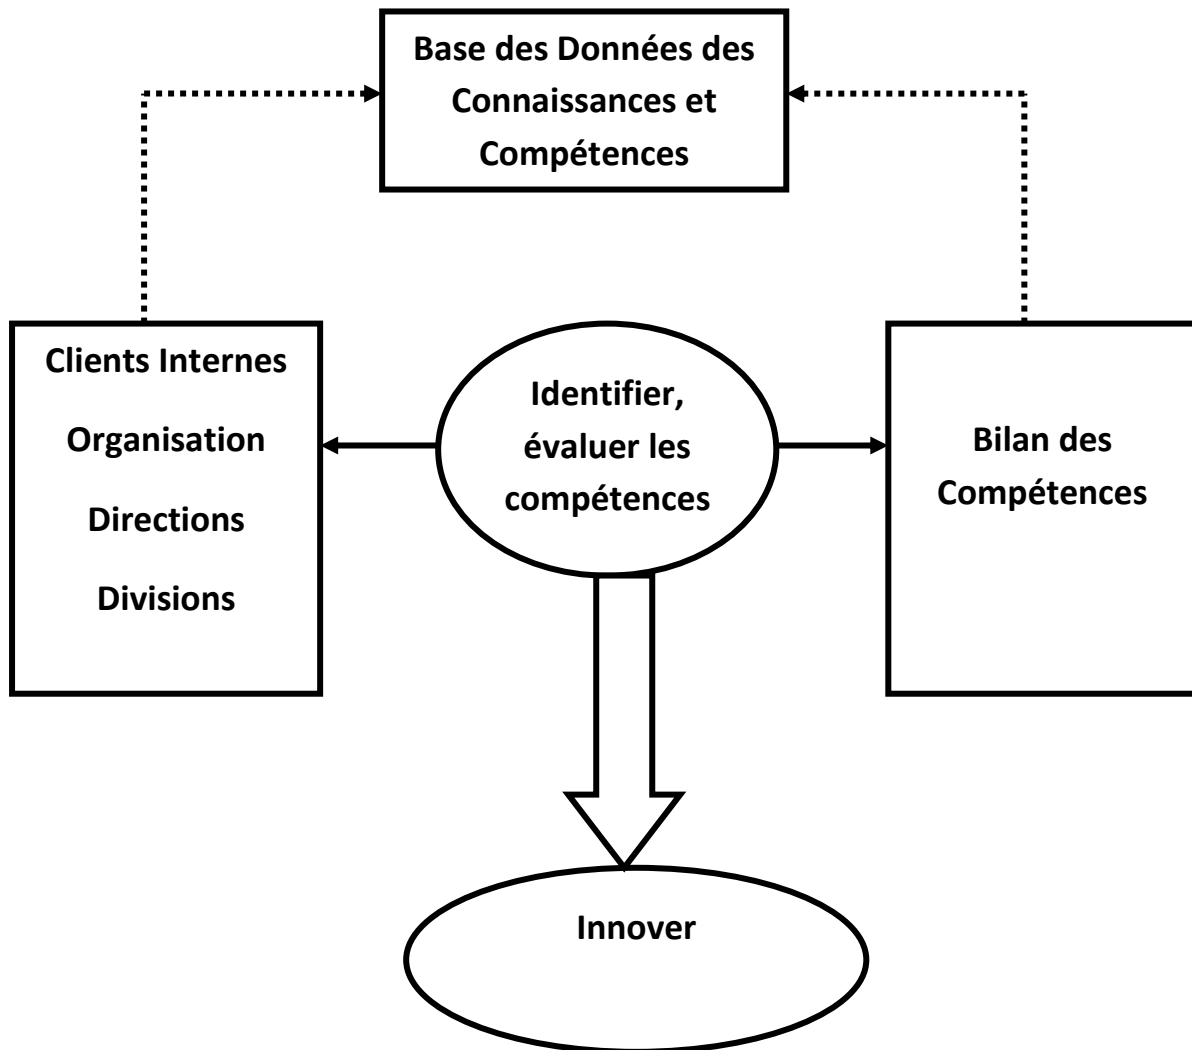 Base des Données des
Connaissances et
Compétences
Clients Internes
Organisation
Directions
Divisions
Identifier,
évaluer les
compétences
Bilan des
Compétences
Innover